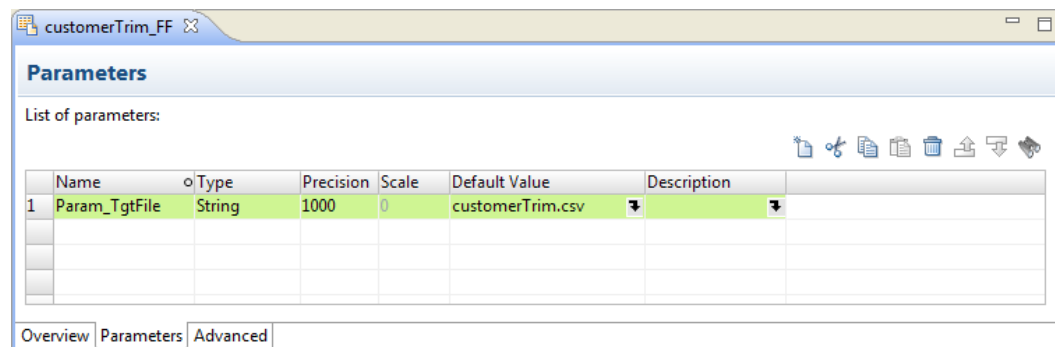 customerTrim_FF
Parameters
List of parameters:
Name Type Precision Scale Default Value Description
1 Param_TgtFile String 1000 0 customerTrim.csv
Overview Parameters Advanced